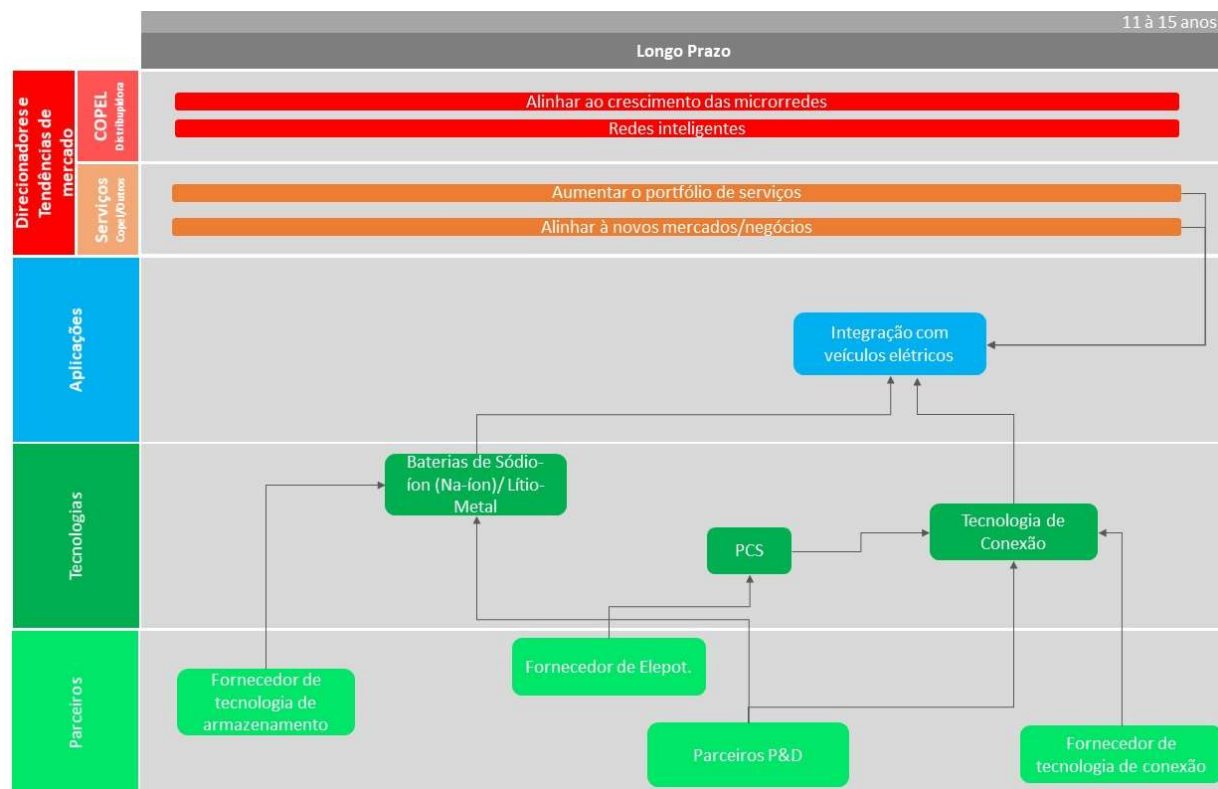 11 à 15 anos
Longo Prazo
Direcionadores e
Tendências de
mercado
COPEL
Distribupidora
Alinhar ao crescimento das microrredes
Redes inteligentes
Serviços
Copel/Outros
Aumentar o portfólio de serviços
Alinhar à novos mercados/negócios
Aplicações
Integração com
veículos elétricos
Tecnologias
Baterias de Sódio-
íon (Na-íon)/ Lítio-
Metal
PCS
Tecnologia de
Conexão
Parceiros
Fornecedor de
tecnologia de
armazenamento
Fornecedor de Elepot.
Parceiros P&D
Fornecedor de
tecnologia de conexão